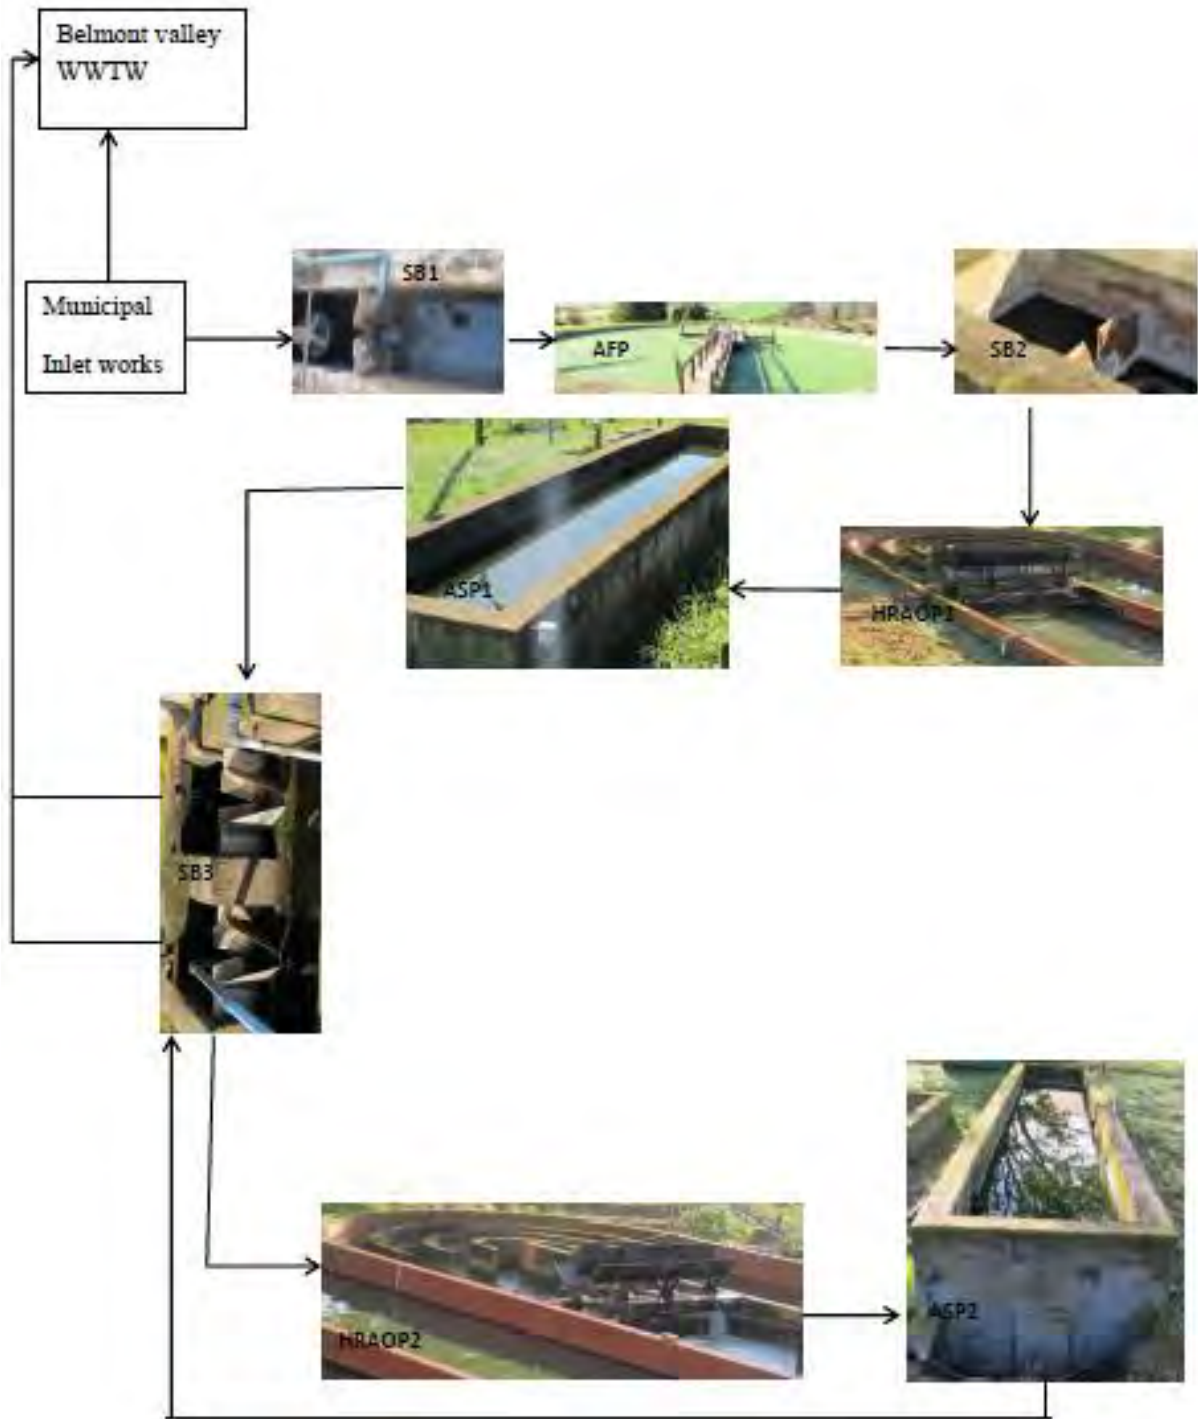 Belmont valley
WWTW
Municipal
Inlet works
SB1
AFP
SB2
ASP1
HRAOP1
SB3
HRAOP2
ASP2